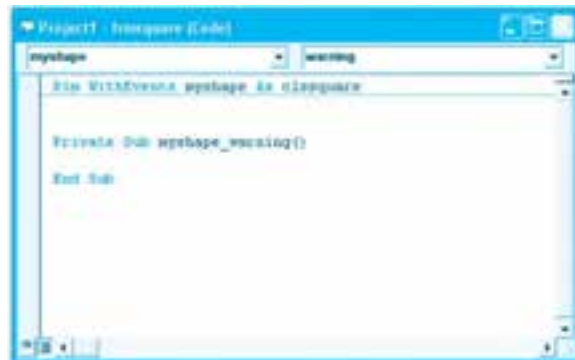 Project1 - frmsquare (Code)
myshape
warning
Dim WithEvents myshape As clssquare
Private Sub myshape_warning()
End Sub